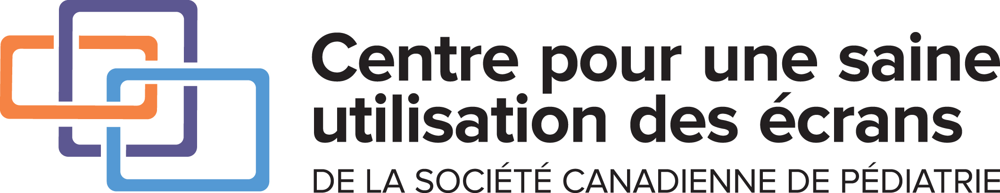 Centre pour une saine
utilisation des écrans
DE LA SOCIÉTÉ CANADIENNE DE PÉDIATRIE